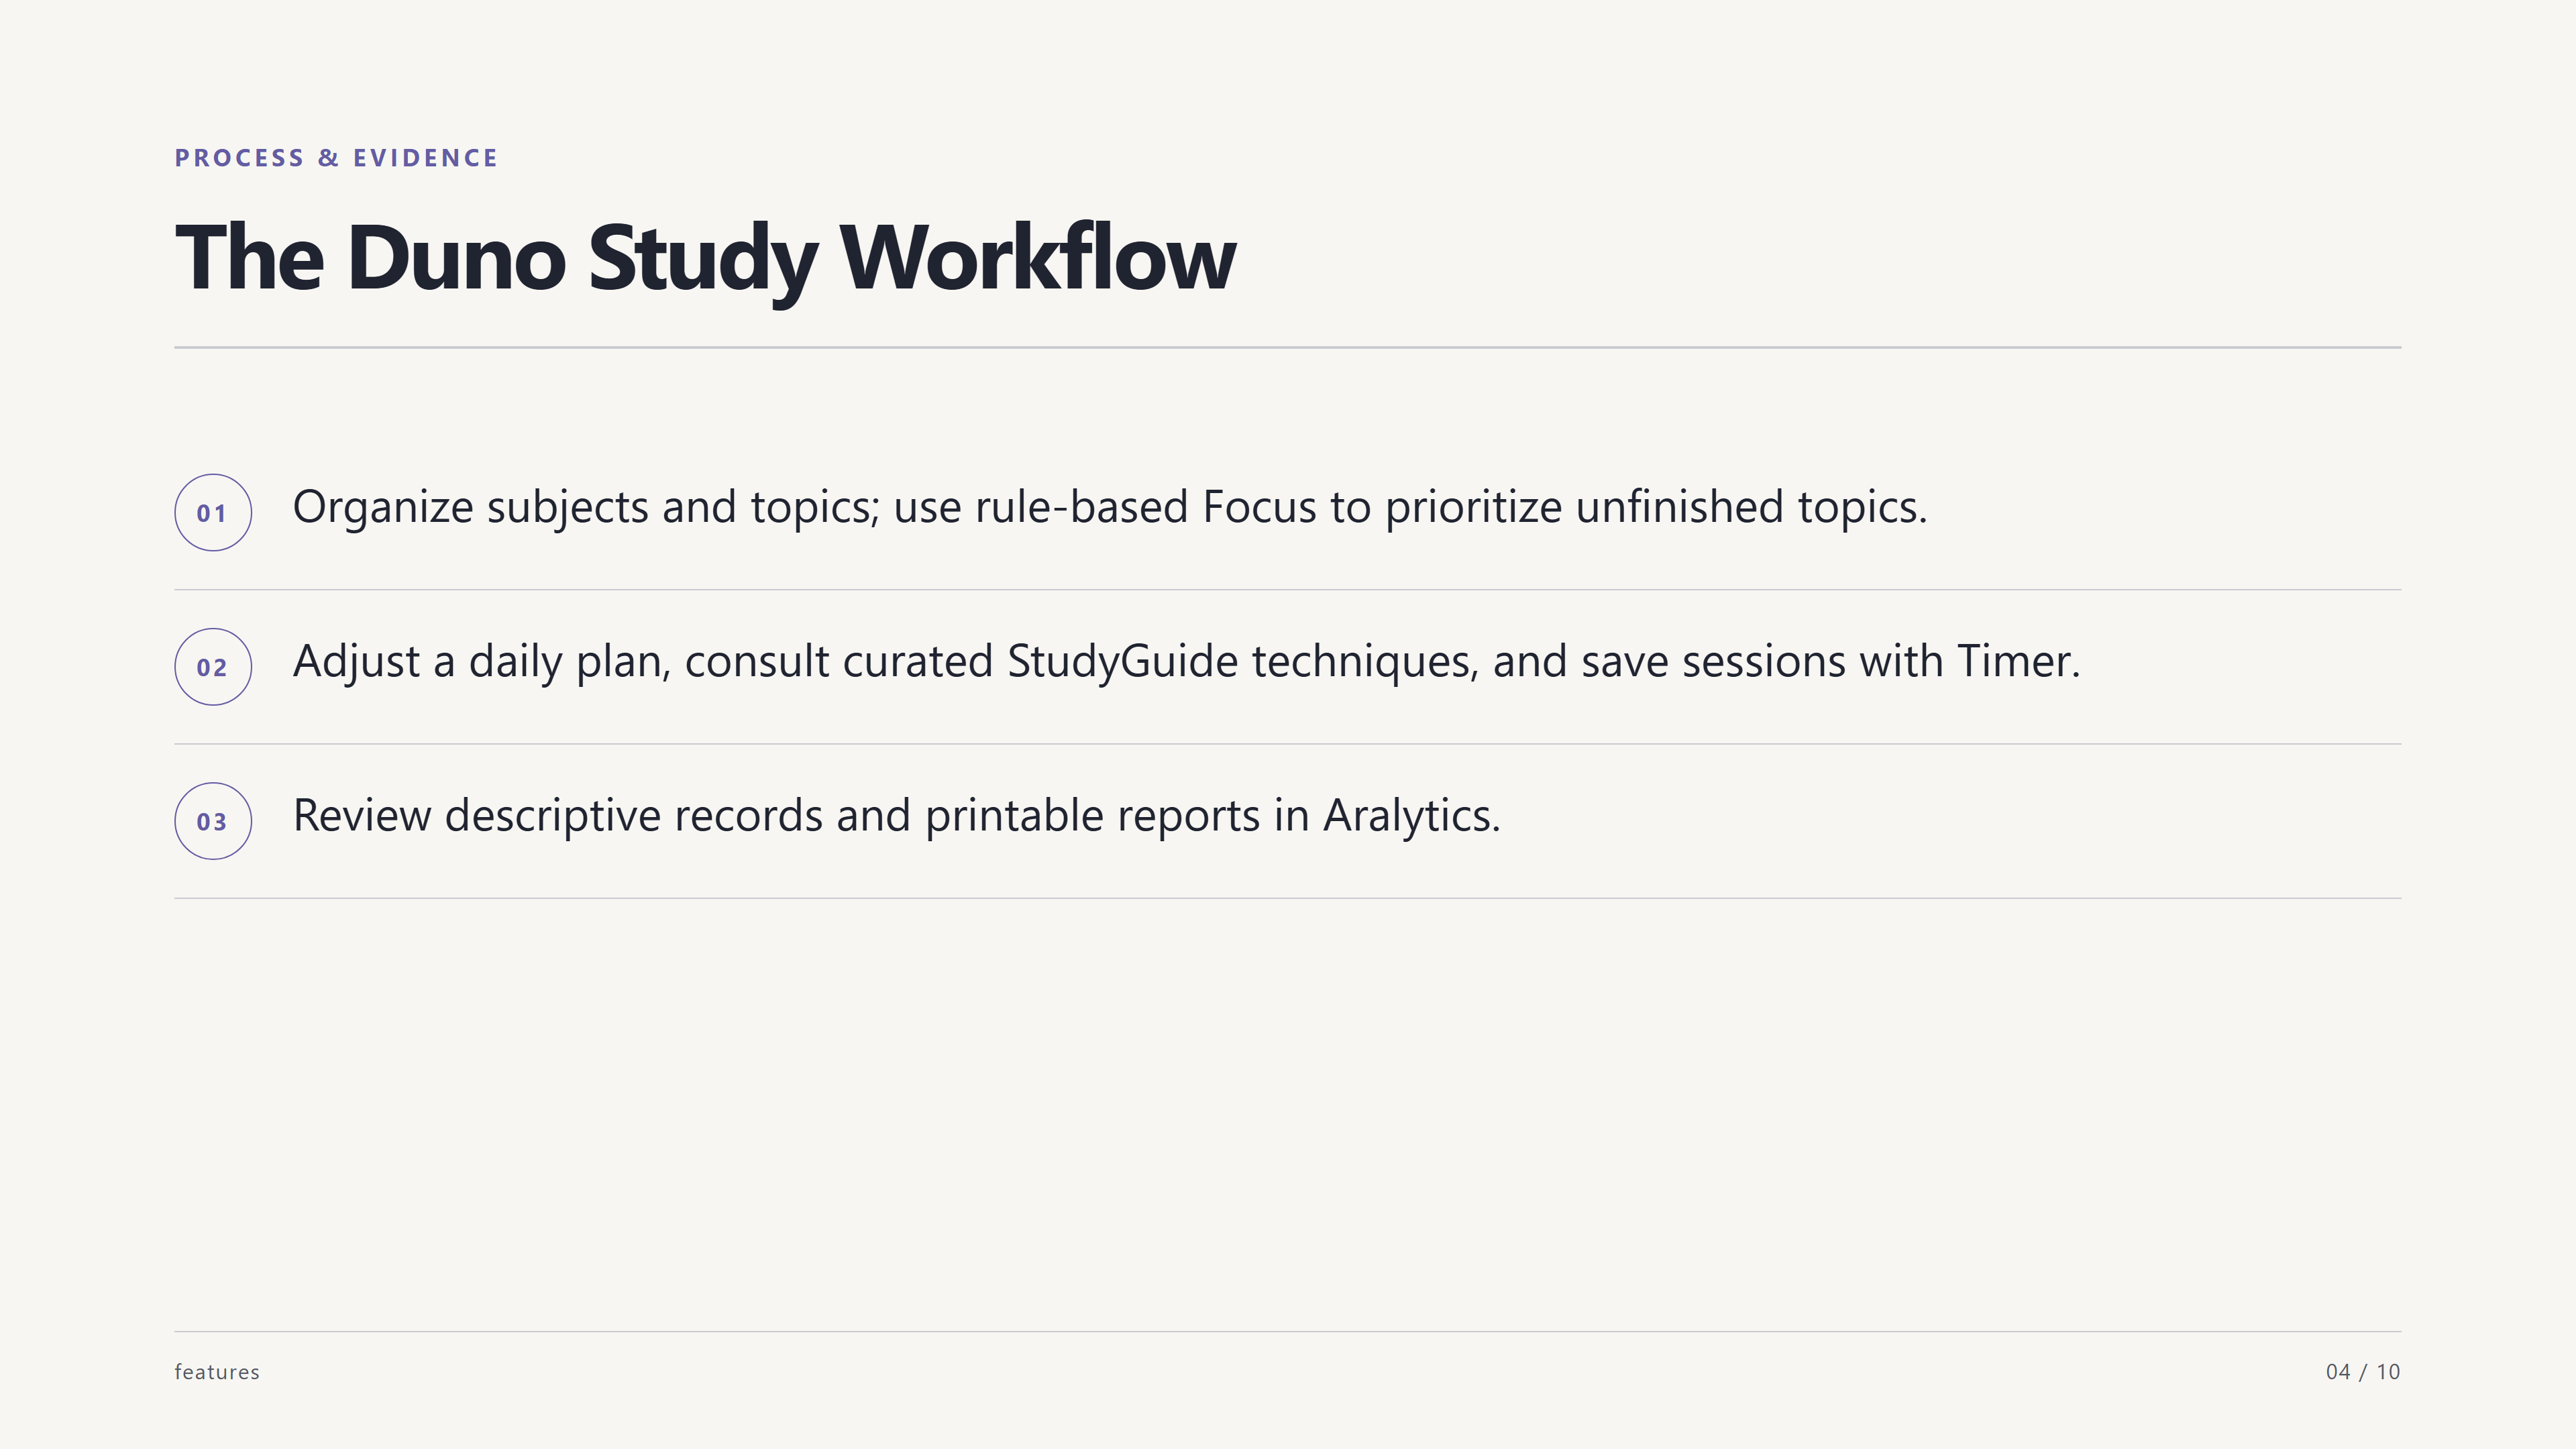 PROCESS & EVIDENCE
The Duno Study Workflow
01 Organize subjects and topics; use rule-based Focus to prioritize unfinished topics.
02 Adjust a daily plan, consult curated StudyGuide techniques, and save sessions with Timer.
03 Review descriptive records and printable reports in Aralytics.
features 04 / 10